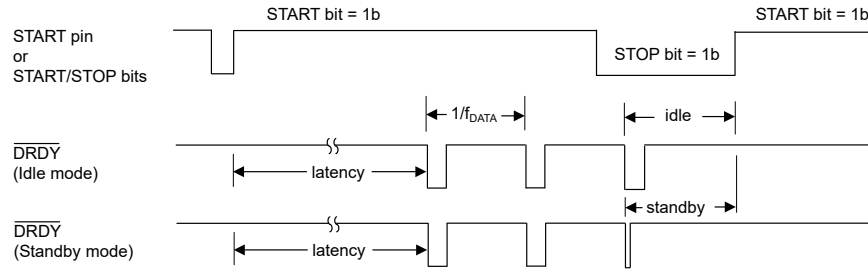 START bit = 1b
START bit = 1b
START pin
or
START/STOP bits
STOP bit = 1b
1/fDATA
idle
DRDY
(Idle mode)
latency
standby
DRDY
(Standby mode)
latency